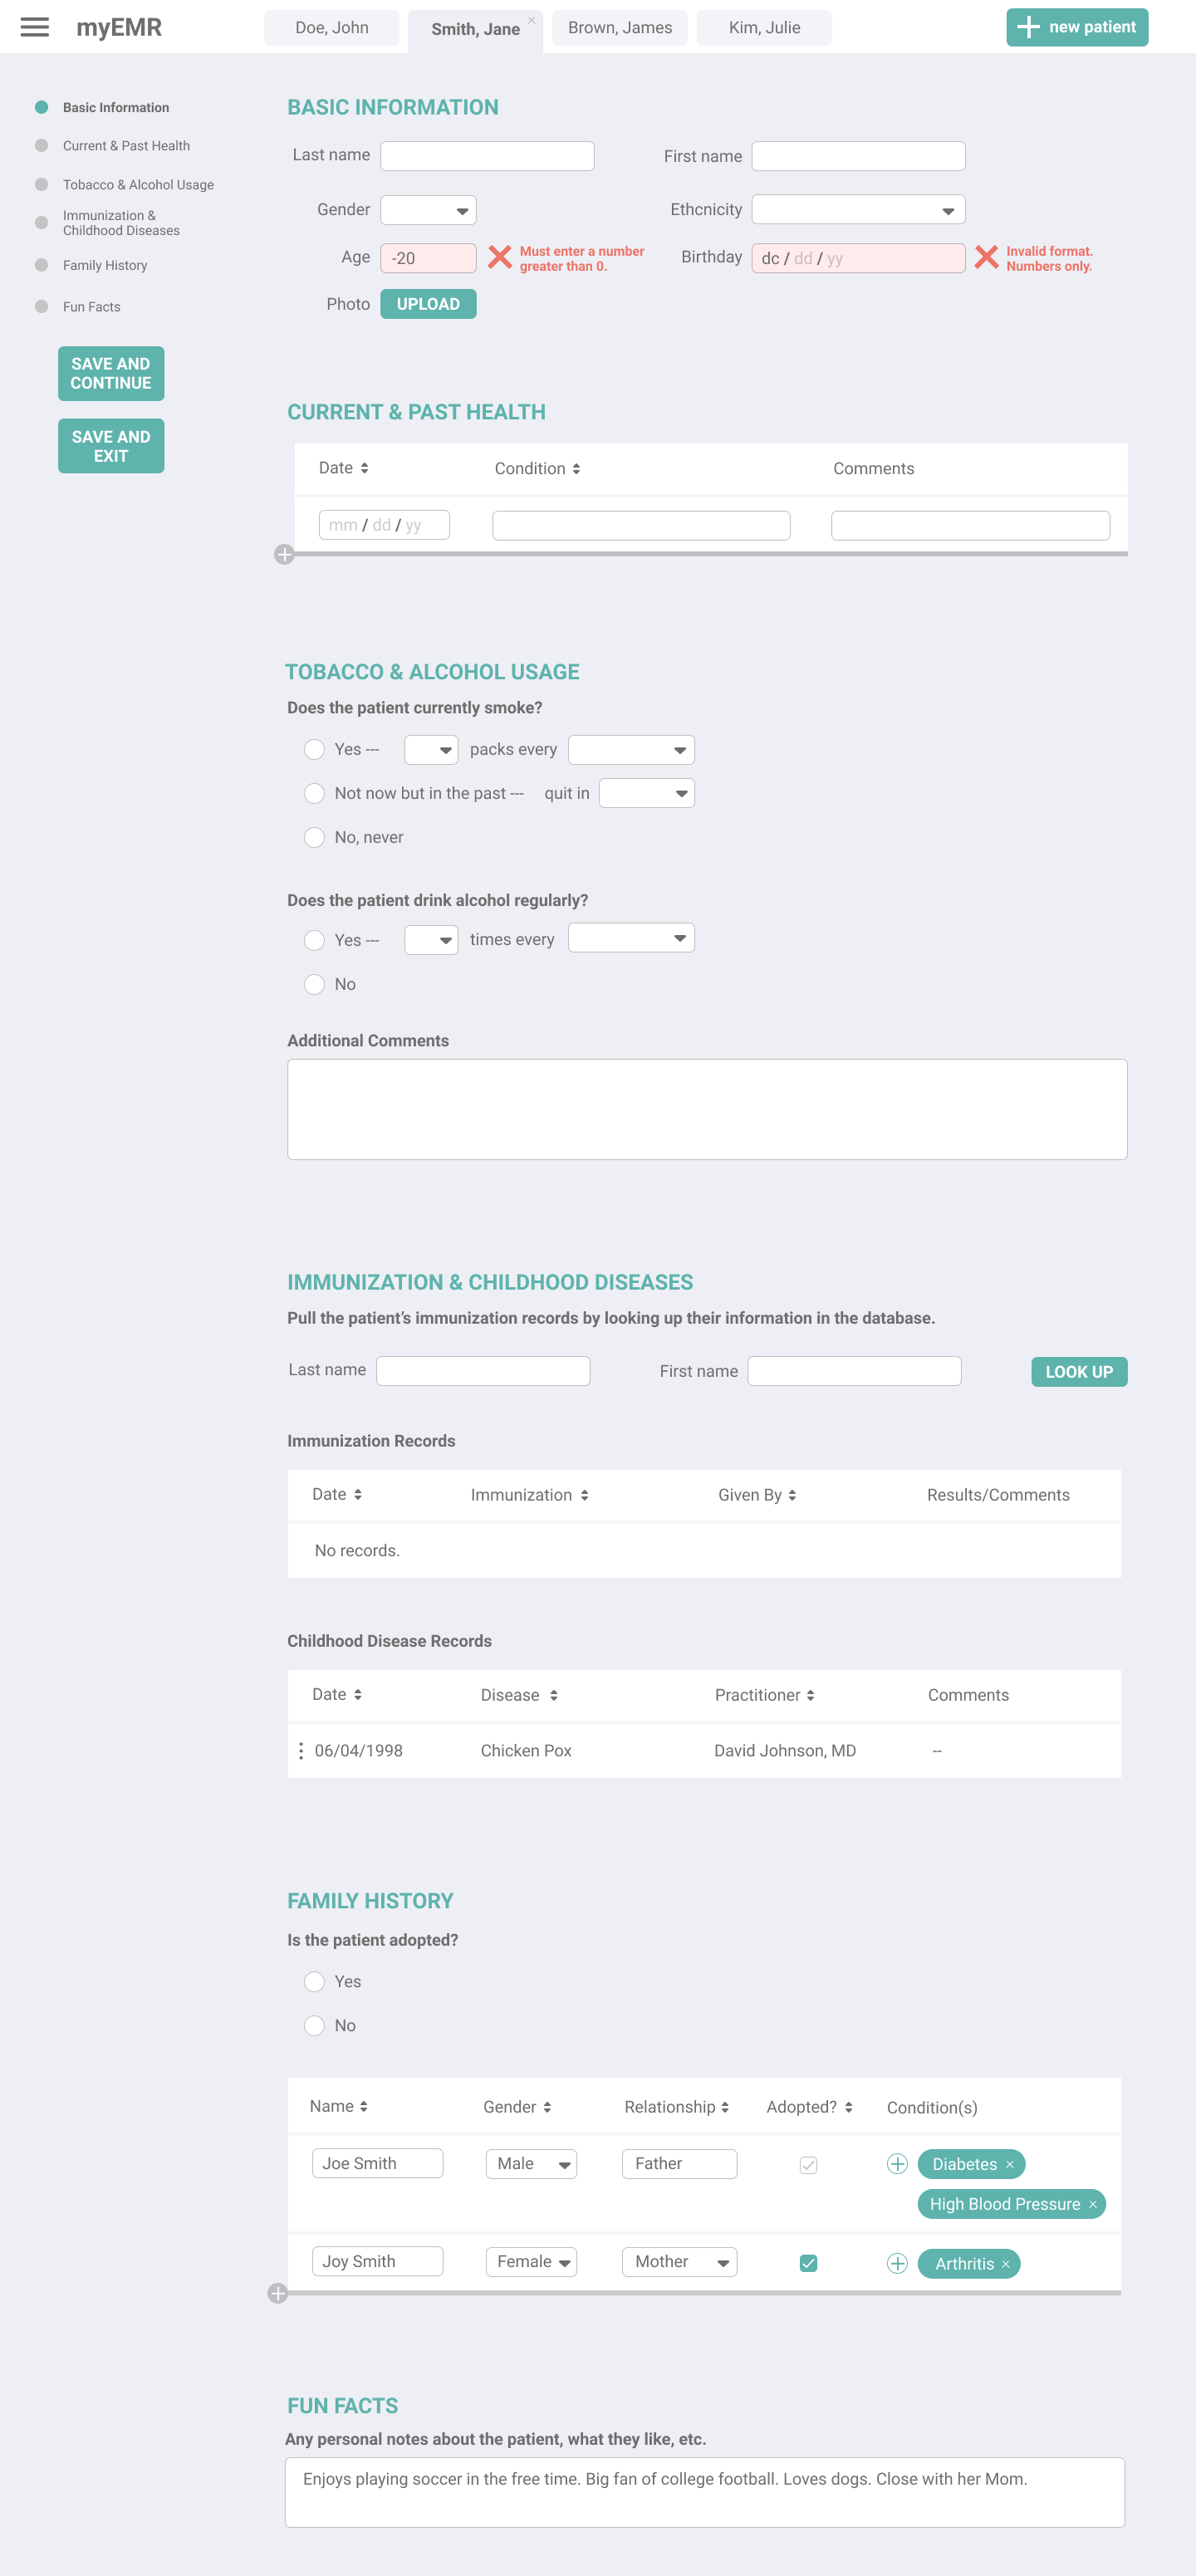 myEMR
Doe, John
Smith, Jane ×
Brown, James
Kim, Julie
new patient
Basic Information
Current & Past Health
Tobacco & Alcohol Usage
Immunization &
Childhood Diseases
Family History
Fun Facts
SAVE AND
CONTINUE
SAVE AND
EXIT
BASIC INFORMATION
Last name
First name
Gender
Ethcnicity
Age -20
Must enter a number
greater than 0.
Birthday dc / dd / yy
Invalid format.
Numbers only.
Photo UPLOAD
CURRENT & PAST HEALTH
Date Condition Comments
mm / dd / yy
TOBACCO & ALCOHOL USAGE
Does the patient currently smoke?
Yes --- packs every
Not now but in the past --- quit in
No, never
Does the patient drink alcohol regularly?
Yes --- times every
No
Additional Comments
IMMUNIZATION & CHILDHOOD DISEASES
Pull the patient’s immunization records by looking up their information in the database.
Last name First name LOOK UP
Immunization Records
Date Immunization Given By Results/Comments
No records.
Childhood Disease Records
Date Disease Practitioner Comments
06/04/1998 Chicken Pox David Johnson, MD --
FAMILY HISTORY
Is the patient adopted?
Yes
No
Name Gender Relationship Adopted? Condition(s)
Joe Smith Male Father Diabetes ×
High Blood Pressure ×
Joy Smith Female Mother Arthritis ×
FUN FACTS
Any personal notes about the patient, what they like, etc.
Enjoys playing soccer in the free time. Big fan of college football. Loves dogs. Close with her Mom.